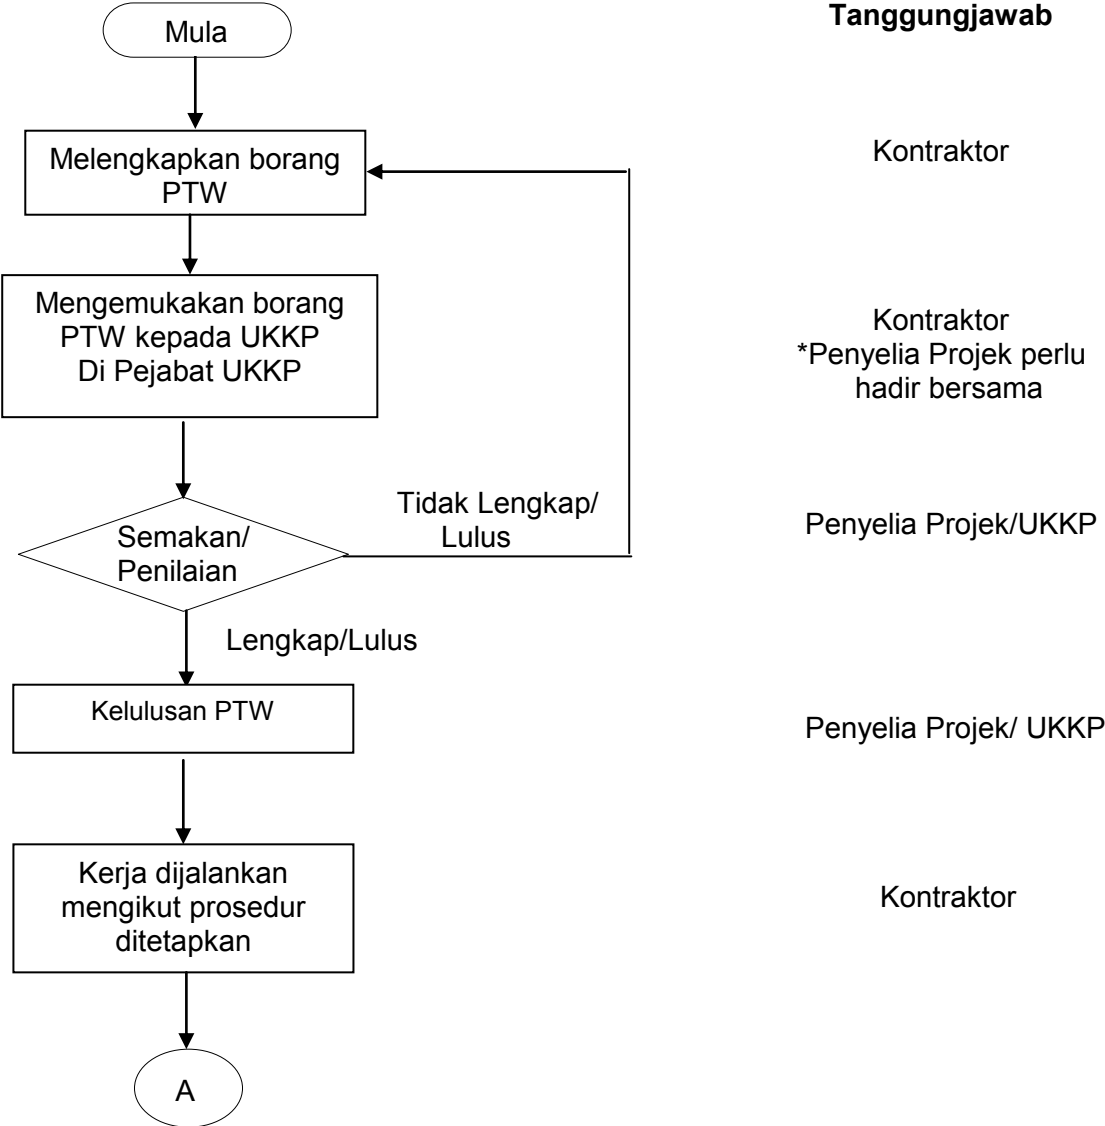 Tanggungjawab
Mula
Melengkapkan borang
PTW
Kontraktor
Mengemukakan borang
PTW kepada UKKP
Di Pejabat UKKP
Kontraktor
*Penyelia Projek perlu
hadir bersama
Semakan/
Penilaian
Tidak Lengkap/
Lulus
Penyelia Projek/UKKP
Lengkap/Lulus
Kelulusan PTW
Penyelia Projek/ UKKP
Kerja dijalankan
mengikut prosedur
ditetapkan
Kontraktor
A